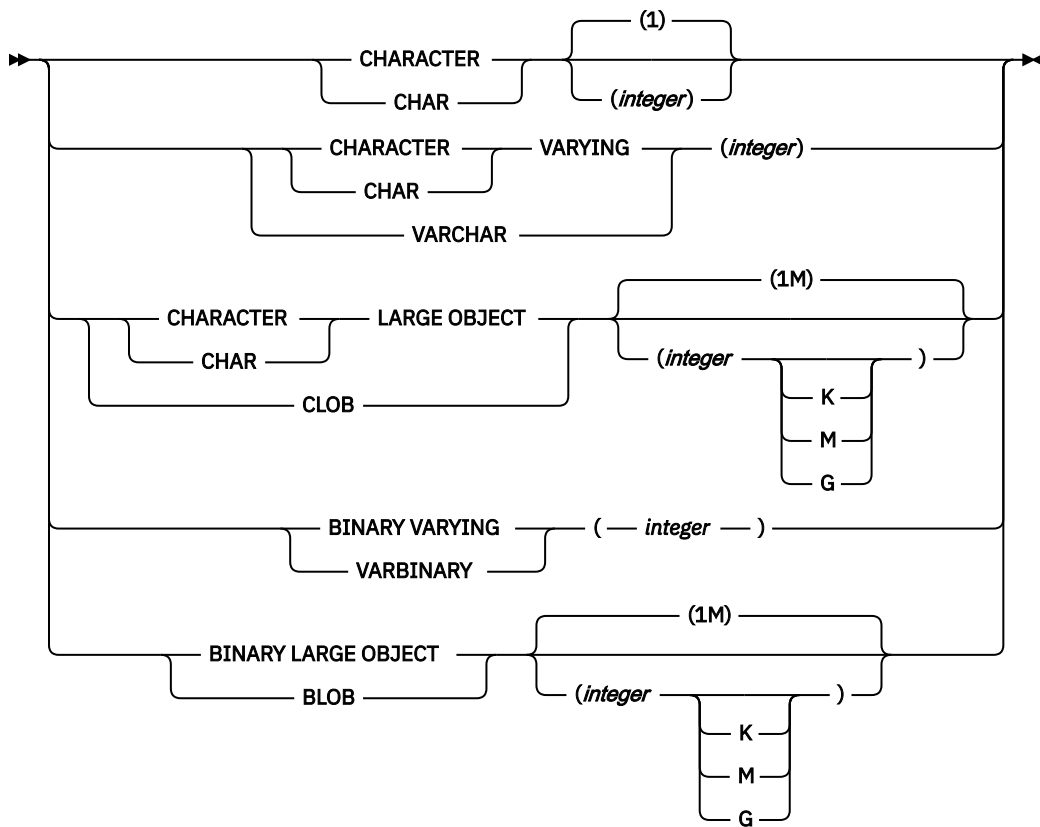 (1)
CHARACTER
CHAR
(integer)
CHARACTER VARYING (integer)
CHAR
VARCHAR
(1M)
CHARACTER LARGE OBJECT
CHAR
(integer )
K
CLOB
M
G
BINARY VARYING ( integer )
VARBINARY
(1M)
BINARY LARGE OBJECT
BLOB
(integer )
K
M
G